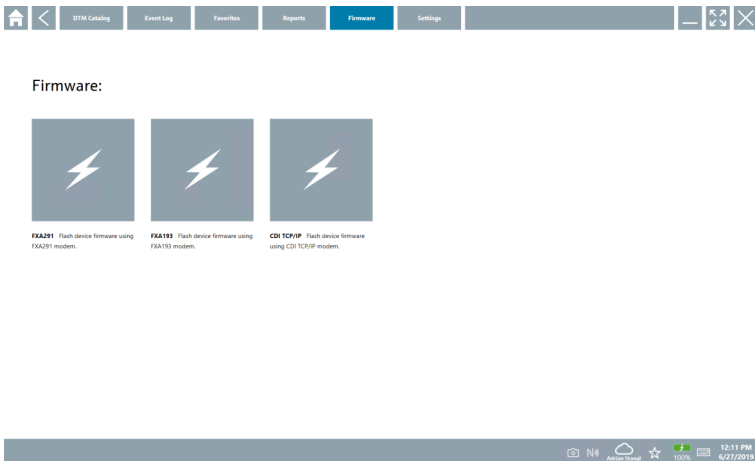 DTM Catalog
Event Log
Favorites
Reports
Firmware
Settings
Firmware:
FXA291 Flash device firmware using
FXA291 modem.
FXA193 Flash device firmware using
FXA193 modem.
CDI TCP/IP Flash device firmware
using CDI TCP/IP modem.
Adrian Stangl
100%
12:11 PM
6/27/2019